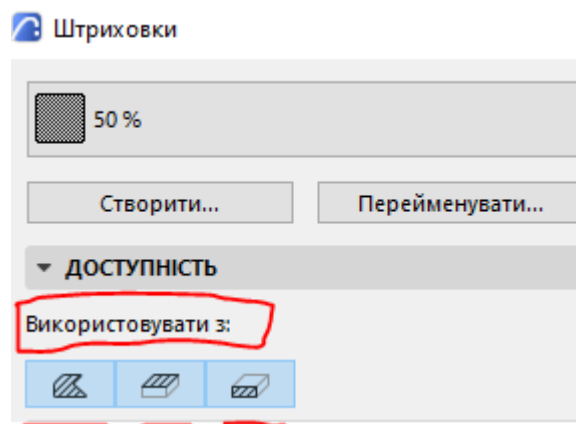 Штриховки
50 %
Створити...
Перейменувати...
ДОСТУПНІСТЬ
Використовувати з: